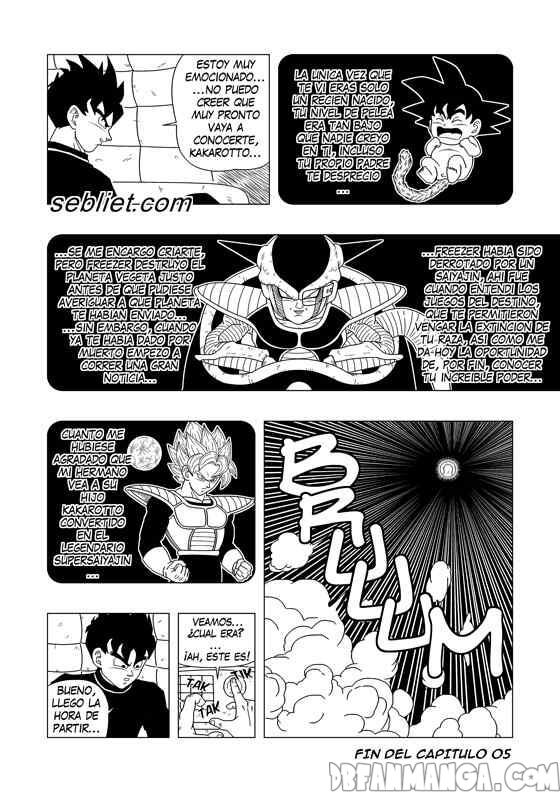 ESTOY MUY
EMOCIONADO...
...NO PUEDO
CREER QUE
MUY PRONTO
VAYA A
CONOCERTE,
KAKAROTTO...
LA UNICA VEZ QUE
TE VI ERAS SOLO
UN RECIEN NACIDO,
TU NIVEL DE PELEA
ERA TAN BAJO
QUE NADIE CREYO
EN TI, INCLUSO
TU PROPIO PADRE
TE DESPRECIO
...
sebliet.com
...SE ME ENCARGO CRIARTE,
PERO FREEZER DESTRUYO EL
PLANETA VEGETA JUSTO
ANTES DE QUE PUDIESE
AVERIGUAR A QUE PLANETA
TE HABIAN ENVIADO...
...SIN EMBARGO, CUANDO
YA TE HABIA DADO POR
MUERTO EMPEZO A
CORRER UNA GRAN
NOTICIA...
...FREEZER HABIA SIDO
DERROTADO POR UN
SAIYAJIN, AHI FUE
CUANDO ENTENDI LOS
JUEGOS DEL DESTINO,
QUE TE PERMITIERON
VENGAR LA EXTINCION DE
TU RAZA, ASI COMO ME
DA HOY LA OPORTUNIDAD
DE, POR FIN, CONOCER
TU INCREIBLE PODER...
CUANTO ME
HUBIESE
AGRADADO QUE
MI HERMANO
VEA A SU
HIJO
KAKAROTTO
CONVERTIDO
EN EL
LEGENDARIO
SUPERSAIYAJIN
...
BRUUUM
BUENO,
LLEGO LA
HORA DE
PARTIR...
VEAMOS...
¿CUAL ERA?
...
¡AH, ESTE ES!
TAK
TAK
TIK
TIK
FIN DEL CAPITULO 05
DBFANMANGA.COM